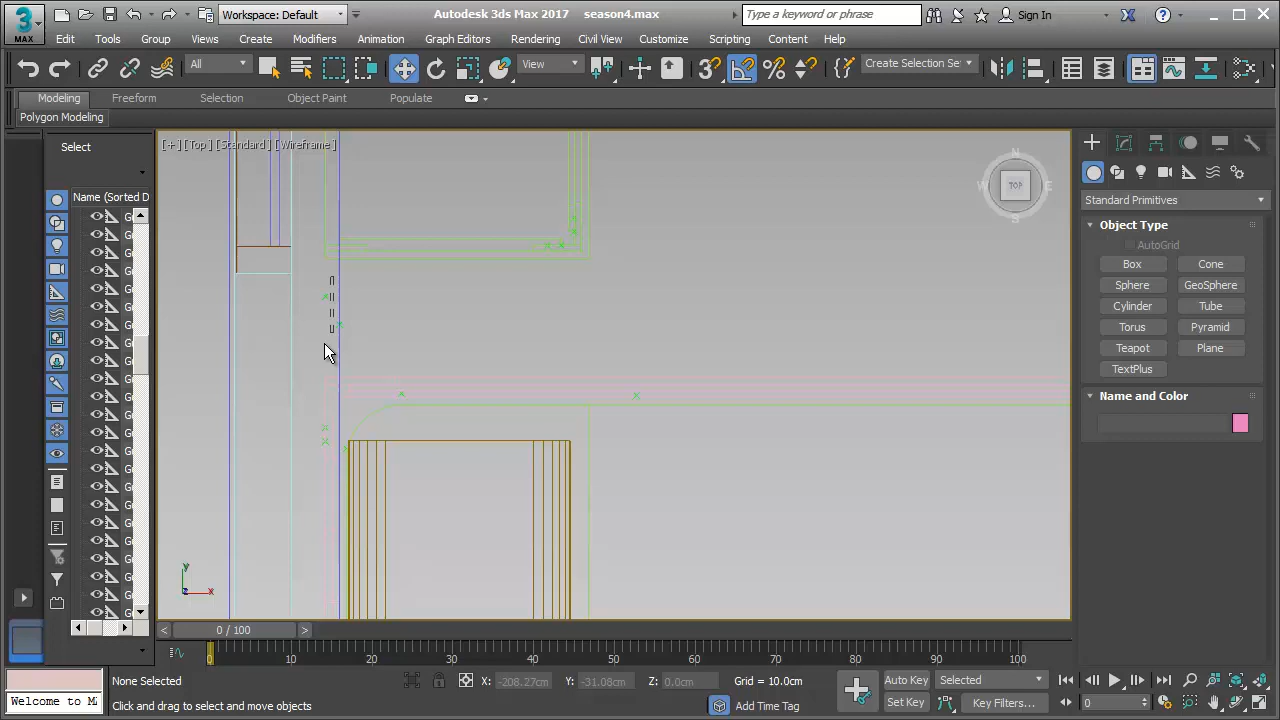 Workspace: Default
Autodesk 3ds Max 2017 season4.max
Type a keyword or phrase
Sign In
MAX
Edit Tools Group Views Create Modifiers Animation Graph Editors Rendering Civil View Customize Scripting Content Help
All
View
Create Selection Se
Modeling Freeform Selection Object Paint Populate
Polygon Modeling
Select
Name (Sorted D
[+] [Top] [Standard] [Wireframe]
N
W TOP E
S
Standard Primitives
Object Type
AutoGrid
Box Cone
Sphere GeoSphere
Cylinder Tube
Torus Pyramid
Teapot Plane
TextPlus
Name and Color
y
x
0 / 100
0 10 20 30 40 50 60 70 80 90 100
None Selected
X: -208.27cm Y: -31.08cm Z: 0.0cm Grid = 10.0cm
Auto Key Selected
Welcome to M
Click and drag to select and move objects
Add Time Tag
Set Key Key Filters...
0